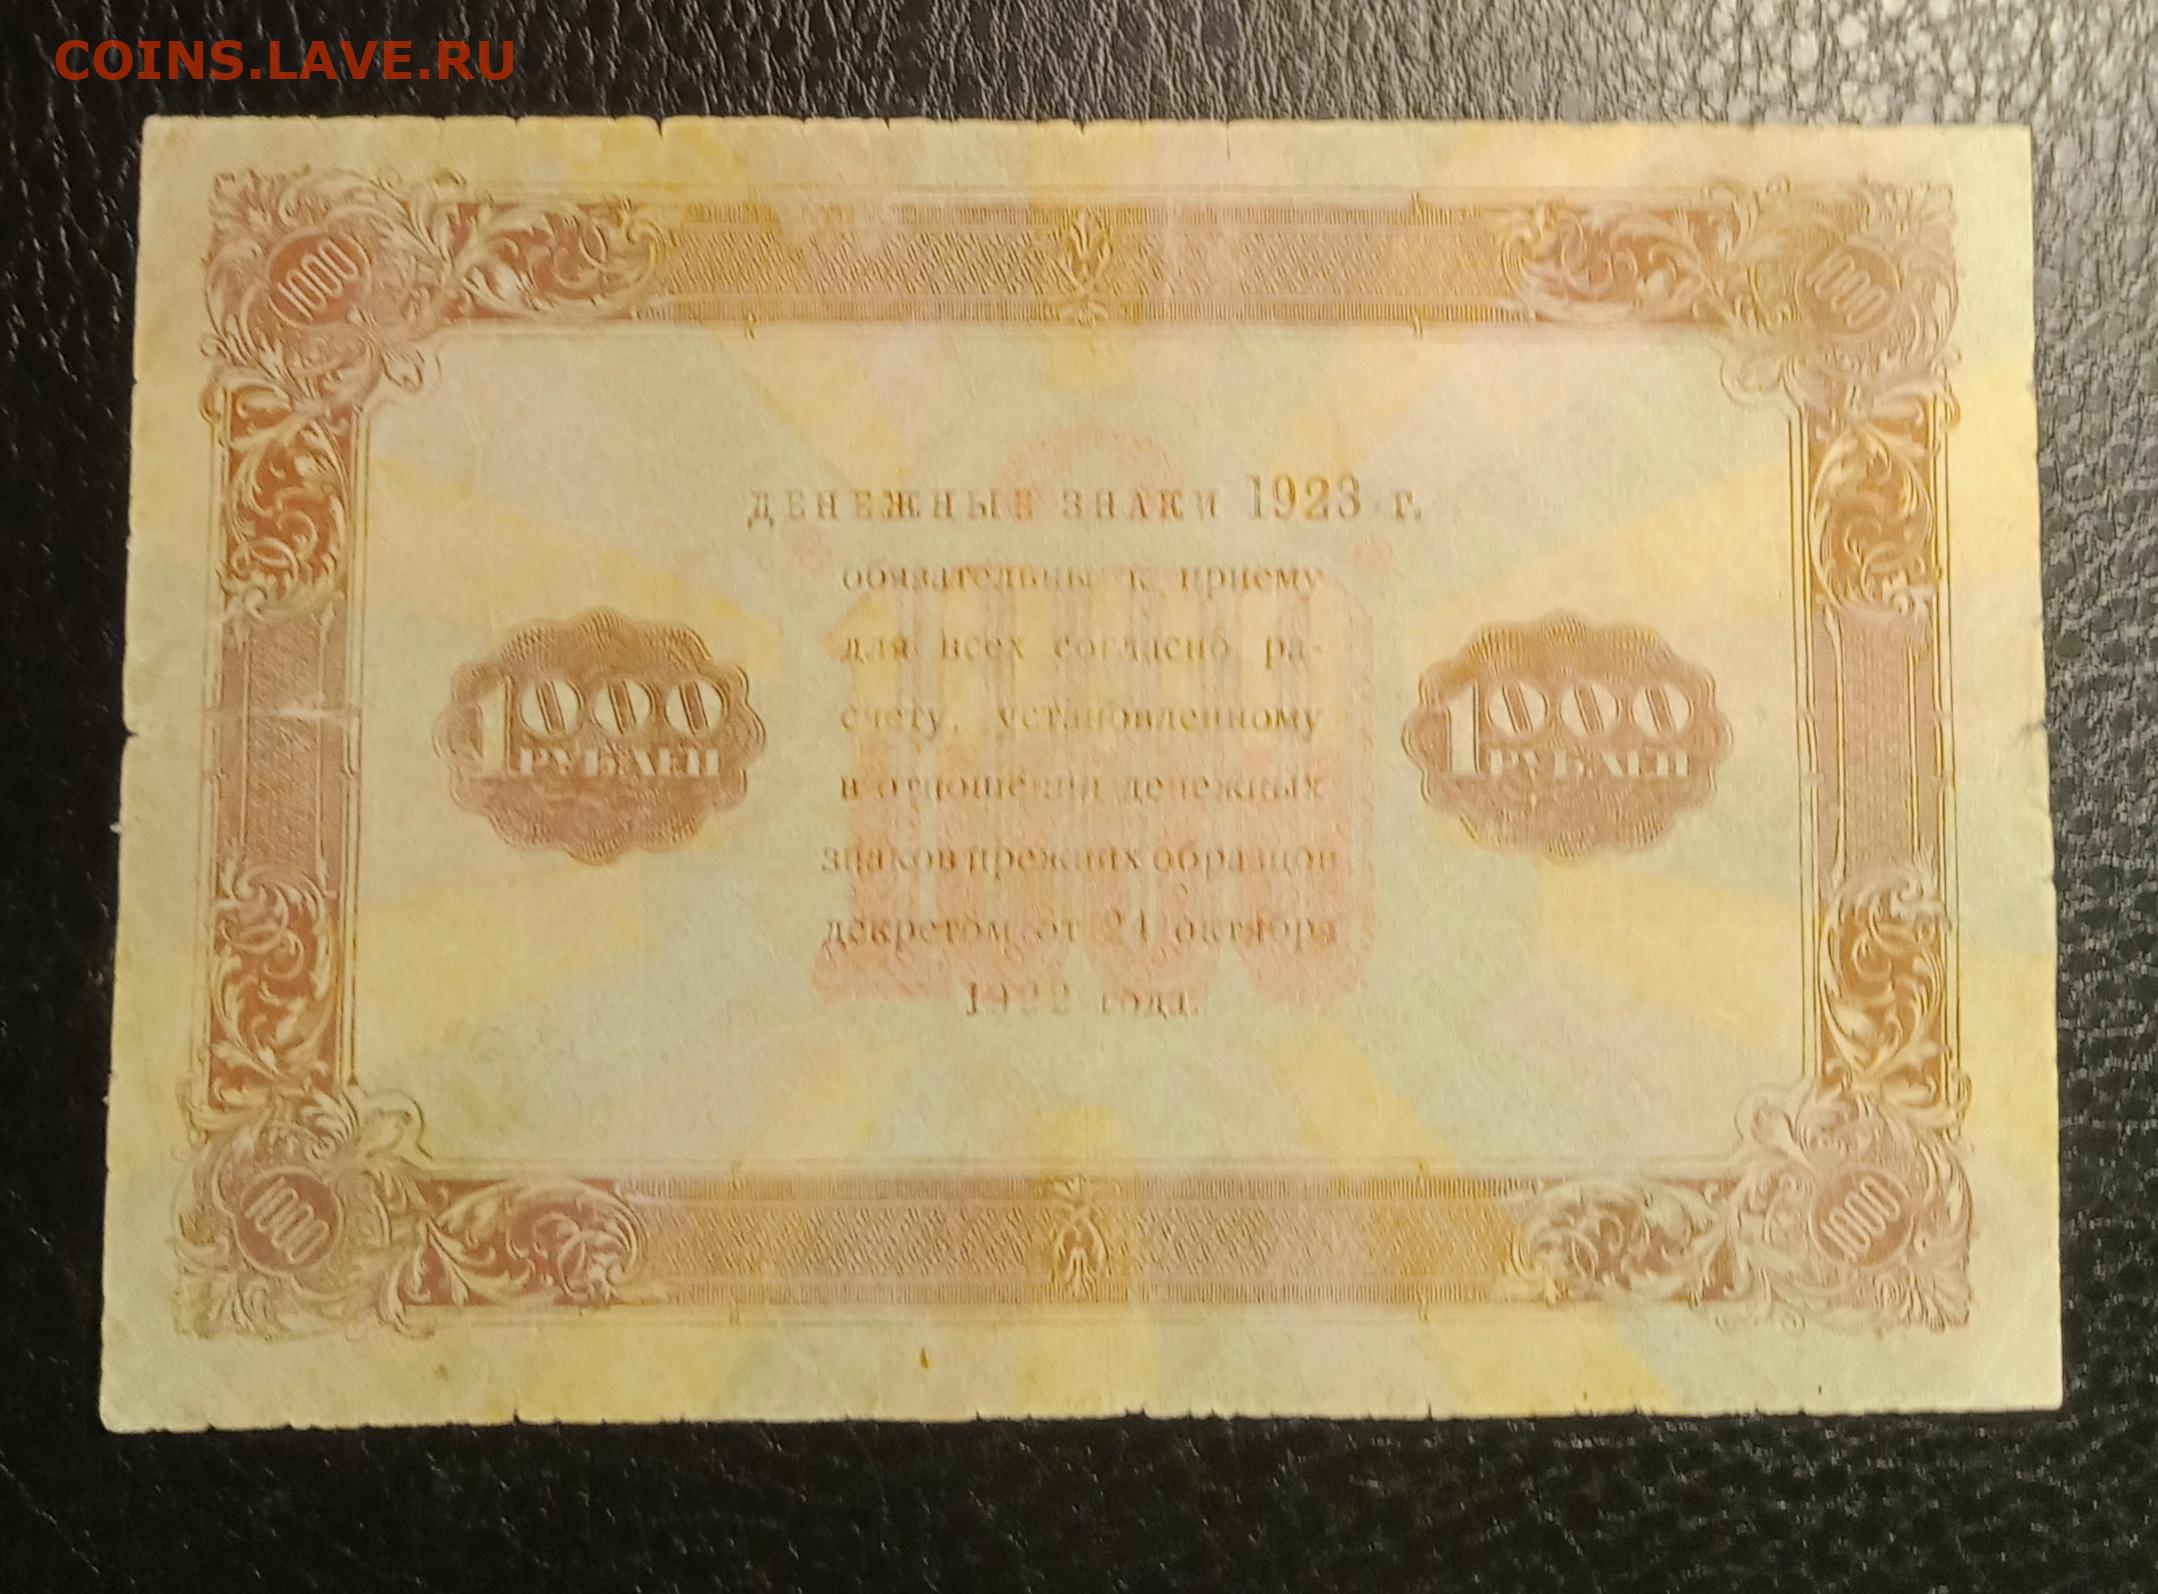 COINS.LAVE.RU
1000
1000
ДЕНЕЖНЫЕ ЗНАКИ 1923 г.
обязательны к приему
для всех согласно ра-
счету, установленному
в отношении денежных
знаков прежних образцов
декретом от 24 октября
1922 года.
1000
РУБЛЕЙ
1000
РУБЛЕЙ
1000
1000